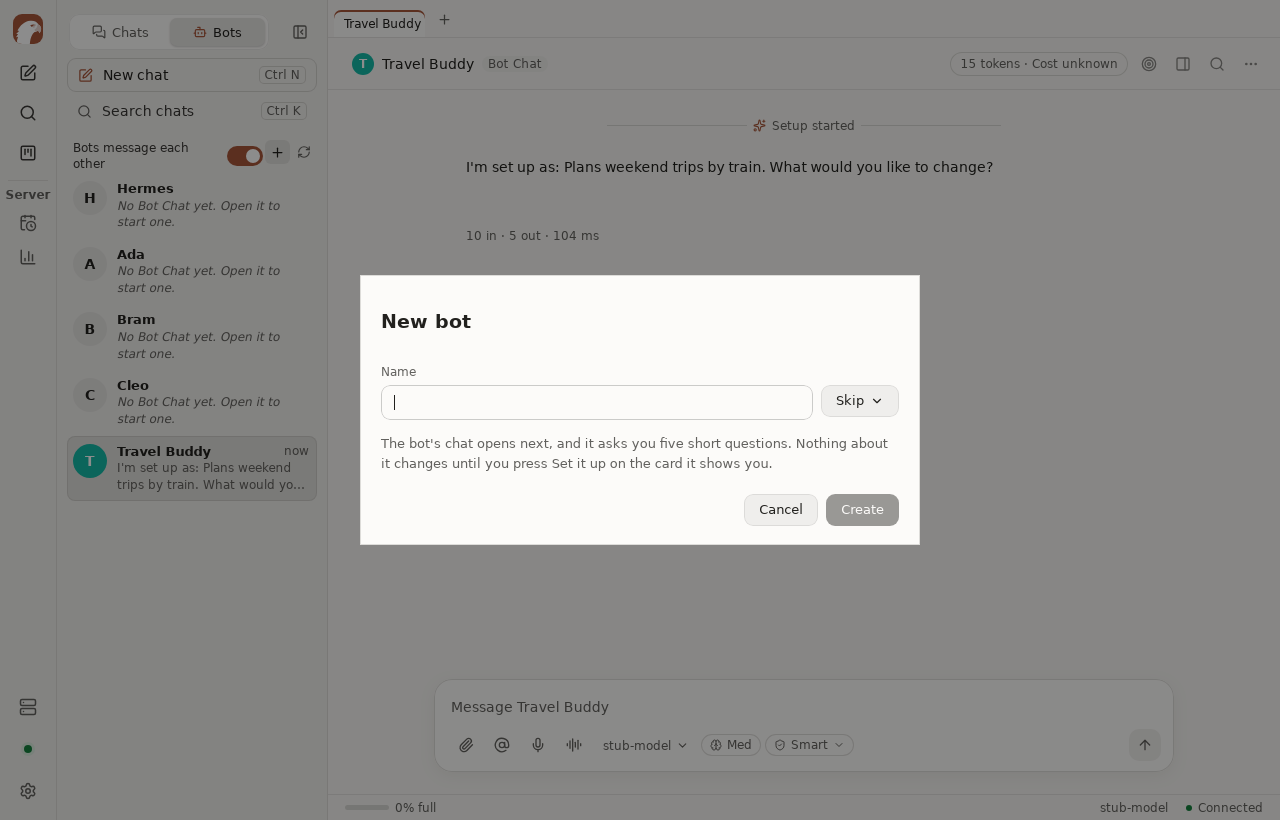 Chats
Bots
New chat
Ctrl N
Search chats
Ctrl K
Bots message each
other
Server
H
Hermes
No Bot Chat yet. Open it to
start one.
A
Ada
No Bot Chat yet. Open it to
start one.
B
Bram
No Bot Chat yet. Open it to
start one.
C
Cleo
No Bot Chat yet. Open it to
start one.
T
Travel Buddy
now
I'm set up as: Plans weekend
trips by train. What would yo...
Travel Buddy
T
Travel Buddy
Bot Chat
15 tokens · Cost unknown
Setup started
I'm set up as: Plans weekend trips by train. What would you like to change?
10 in · 5 out · 104 ms
New bot
Name
Skip
The bot's chat opens next, and it asks you five short questions. Nothing about
it changes until you press Set it up on the card it shows you.
Cancel
Create
Message Travel Buddy
stub-model
Med
Smart
0% full
stub-model
Connected